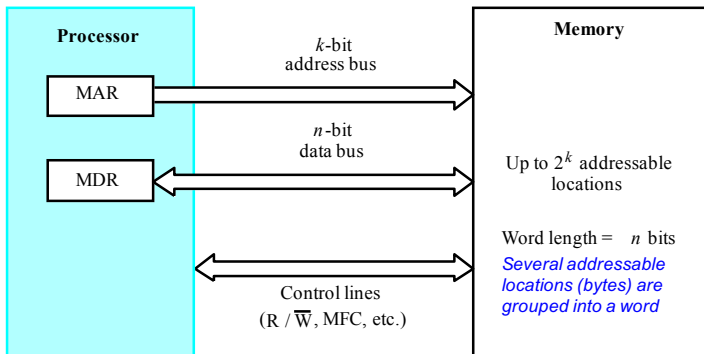 Processor
MAR
MDR
k-bit
address bus
n-bit
data bus
Control lines
(R / W̅, MFC, etc.)
Memory
Up to 2ᵏ addressable
locations
Word length = n bits
Several addressable
locations (bytes) are
grouped into a word